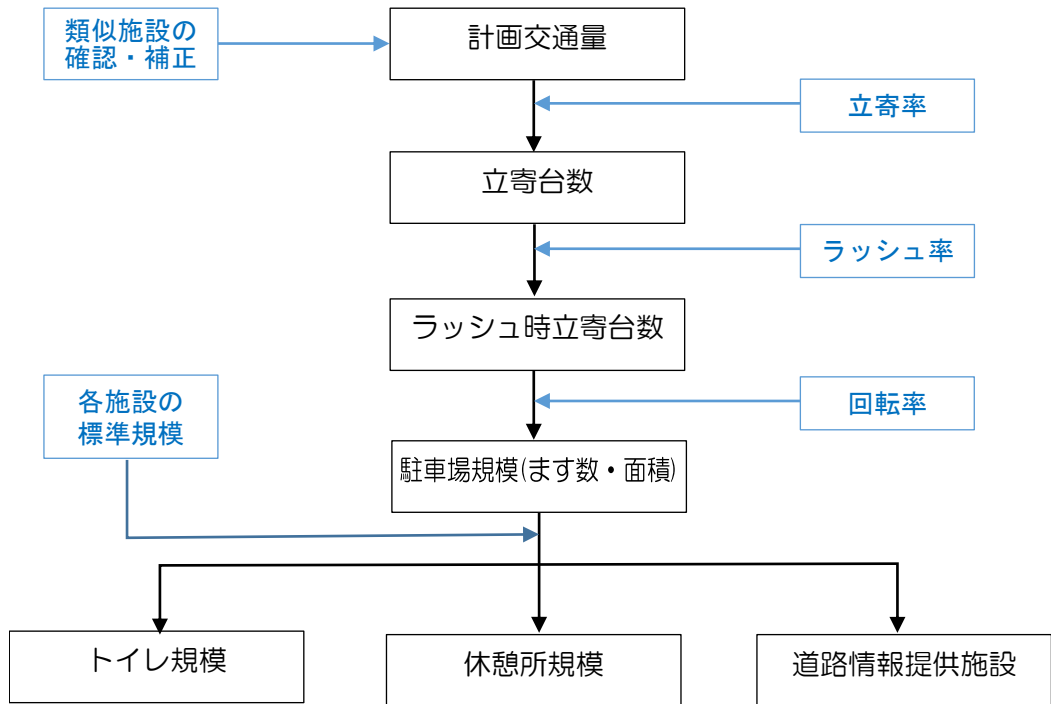 類似施設の
確認・補正
計画交通量
立寄率
立寄台数
ラッシュ率
ラッシュ時立寄台数
各施設の
標準規模
回転率
駐車場規模(ます数・面積)
トイレ規模
休憩所規模
道路情報提供施設